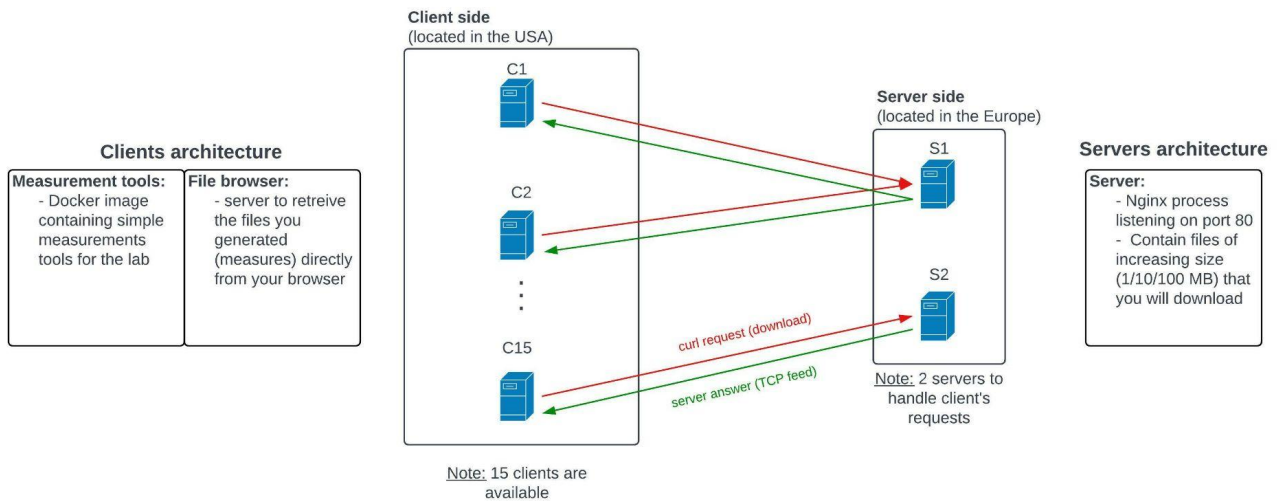 Clients architecture
Measurement tools:
- Docker image
containing simple
measurements
tools for the lab
File browser:
- server to retreive
the files you
generated
(measures) directly
from your browser
Client side
(located in the USA)
C1
C2
C15
Note: 15 clients are
available
curl request (download)
server answer (TCP feed)
Server side
(located in the Europe)
S1
S2
Note: 2 servers to
handle client's
requests
Servers architecture
Server:
- Nginx process
listening on port 80
- Contain files of
increasing size
(1/10/100 MB) that
you will download